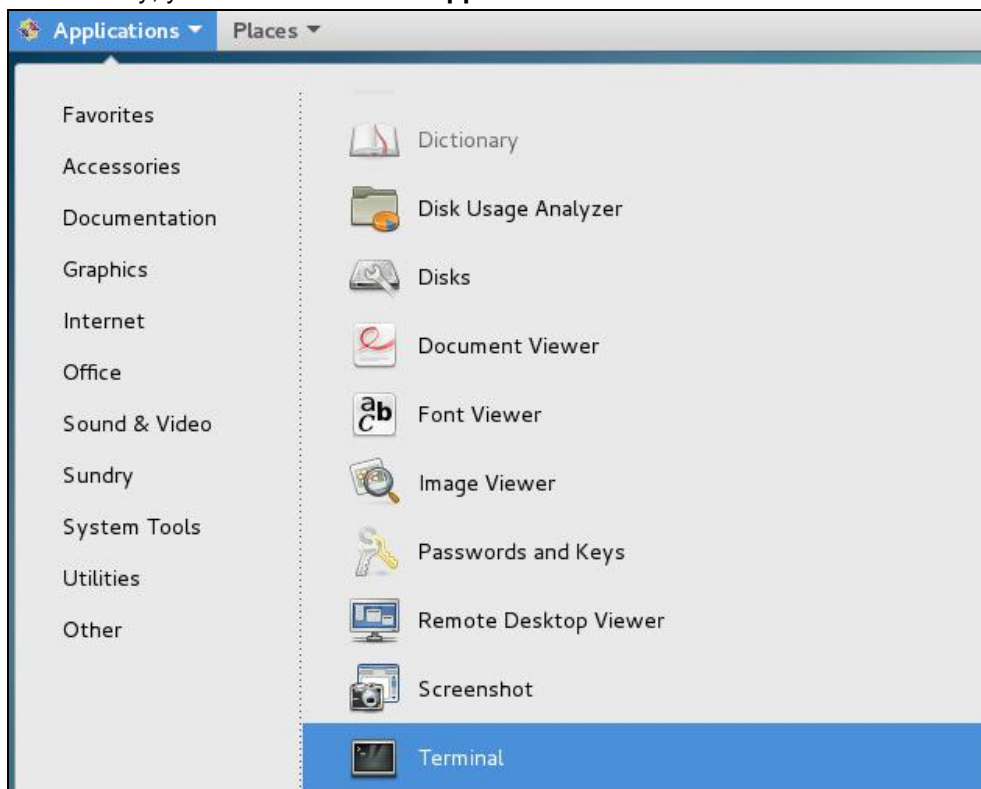 Applications Places
Favorites
Accessories
Documentation
Graphics
Internet
Office
Sound & Video
Sundry
System Tools
Utilities
Other
Dictionary
Disk Usage Analyzer
Disks
Document Viewer
ab
c
Font Viewer
Image Viewer
Passwords and Keys
Remote Desktop Viewer
Screenshot
Terminal